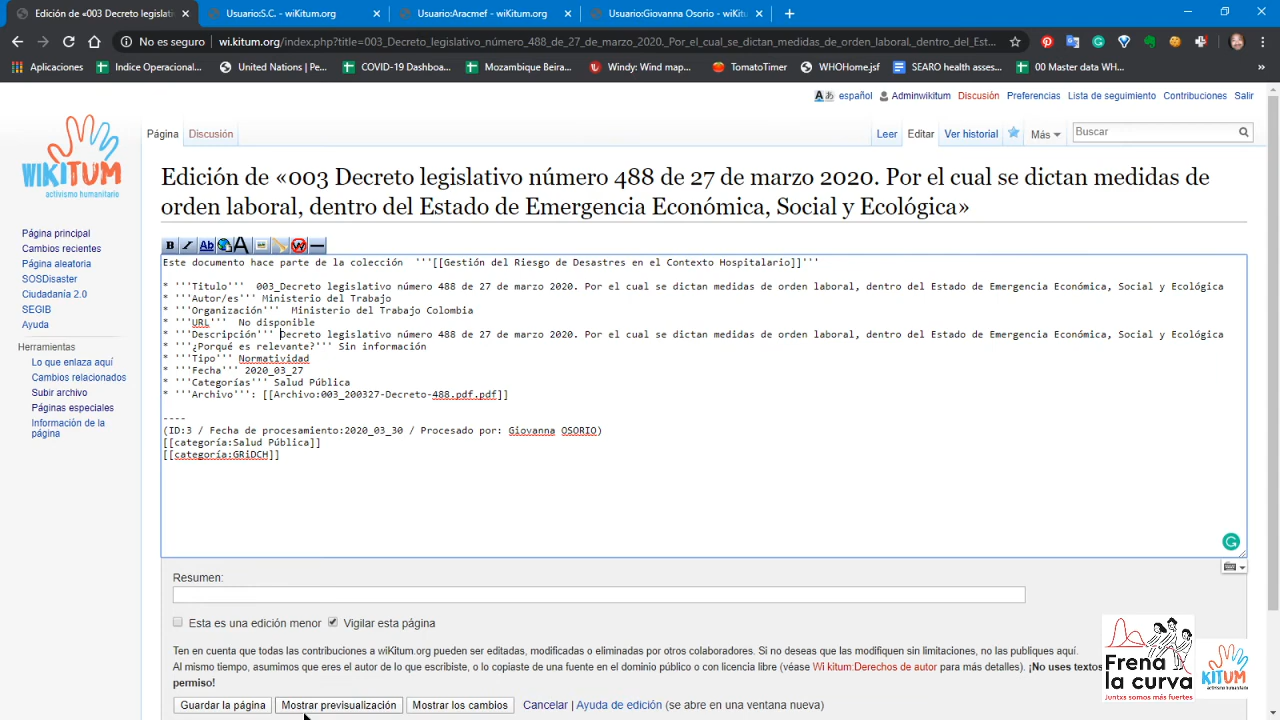 Edición de «003 Decreto legislati
Usuario:S.C. - wiKitum.org
Usuario:Aracmef - wiKitum.org
Usuario:Giovanna Osorio - wiKitu
No es seguro
wi.kitum.org/index.php?title=003_Decreto_legislativo_número_488_de_27_de_marzo_2020._Por_el_cual_se_dictan_medidas_de_orden_laboral,_dentro_del_Est...
Aplicaciones
Indice Operacional...
United Nations | Pe...
COVID-19 Dashboa...
Mozambique Beira...
Windy: Wind map...
TomatoTimer
WHOHome.jsf
SEARO health asses...
00 Master data WH...
»
español Adminwikitum Discusión Preferencias Lista de seguimiento Contribuciones Salir
Página Discusión Leer Editar Ver historial Más Buscar
WIKITUM
activismo humanitario
Edición de «003 Decreto legislativo número 488 de 27 de marzo 2020. Por el cual se dictan medidas de
orden laboral, dentro del Estado de Emergencia Económica, Social y Ecológica»
Página principal
Cambios recientes
Página aleatoria
SOSDisaster
Ciudadanía 2.0
SEGIB
Ayuda
Herramientas
Lo que enlaza aquí
Cambios relacionados
Subir archivo
Páginas especiales
Información de la
página
B I Ab A W
Este documento hace parte de la colección '''[[Gestión del Riesgo de Desastres en el Contexto Hospitalario]]'''
* '''Titulo''' 003_Decreto legislativo número 488 de 27 de marzo 2020. Por el cual se dictan medidas de orden laboral, dentro del Estado de Emergencia Económica, Social y Ecológica
* '''Autor/es''' Ministerio del Trabajo
* '''Organización''' Ministerio del Trabajo Colombia
* '''URL''' No disponible
* '''Descripción''' Decreto legislativo número 488 de 27 de marzo 2020. Por el cual se dictan medidas de orden laboral, dentro del Estado de Emergencia Económica, Social y Ecológica
* '''¿Porqué es relevante?''' Sin información
* '''Tipo''' Normatividad
* '''Fecha''' 2020_03_27
* '''Categorías''' Salud Pública
* '''Archivo''': [[Archivo:003_200327-Decreto-488.pdf.pdf]]
----
(ID:3 / Fecha de procesamiento:2020_03_30 / Procesado por: Giovanna OSORIO)
[[categoría:Salud Pública]]
[[categoría:GRiDCH]]
Resumen:
Esta es una edición menor Vigilar esta página
Ten en cuenta que todas las contribuciones a wiKitum.org pueden ser editadas, modificadas o eliminadas por otros colaboradores. Si no deseas que las modifiquen sin limitaciones, no las publiques aquí.
Al mismo tiempo, asumimos que eres el autor de lo que escribiste, o lo copiaste de una fuente en el dominio público o con licencia libre (véase Wi kitum:Derechos de autor para más detalles). ¡No uses textos
permiso!
Guardar la página Mostrar previsualización Mostrar los cambios Cancelar | Ayuda de edición (se abre en una ventana nueva)
Frena
la curva
Juntxs somos más fuertes
KITUM
activismo humanitario